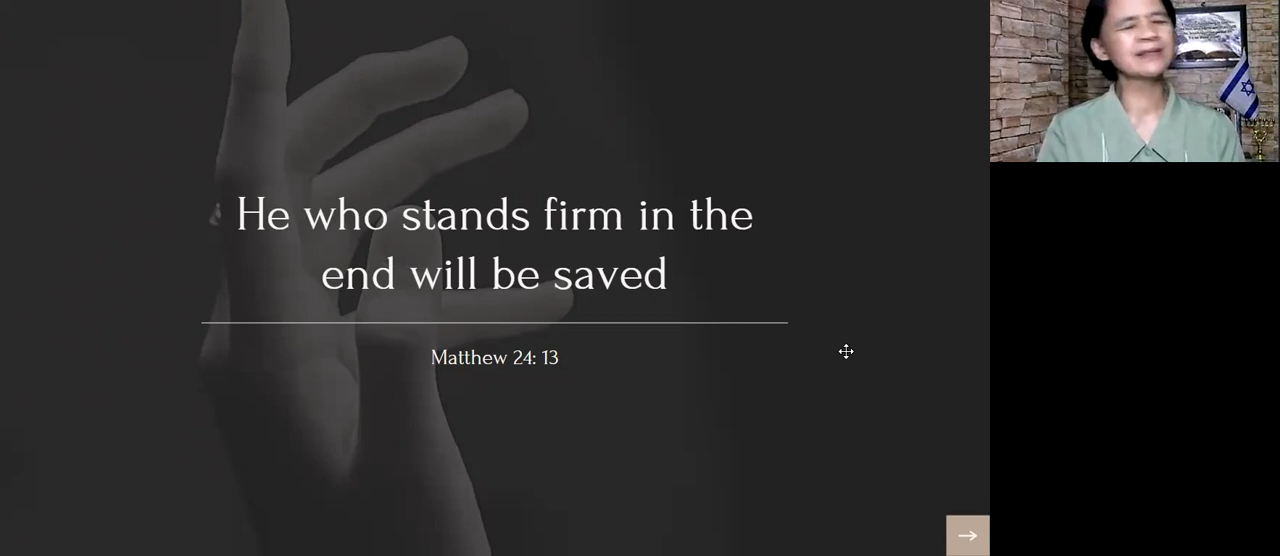 He who stands firm in the
end will be saved
Matthew 24: 13